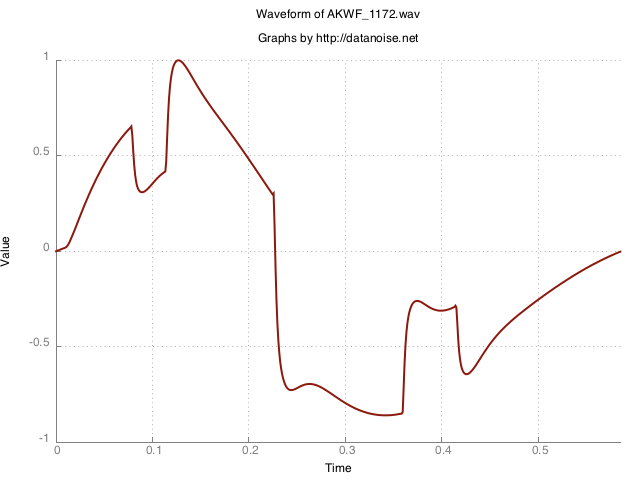 Waveform of AKWF_1172.wav
Graphs by http://datanoise.net
1
0.5
0
-0.5
-1
Value
0
0.1
0.2
0.3
0.4
0.5
Time